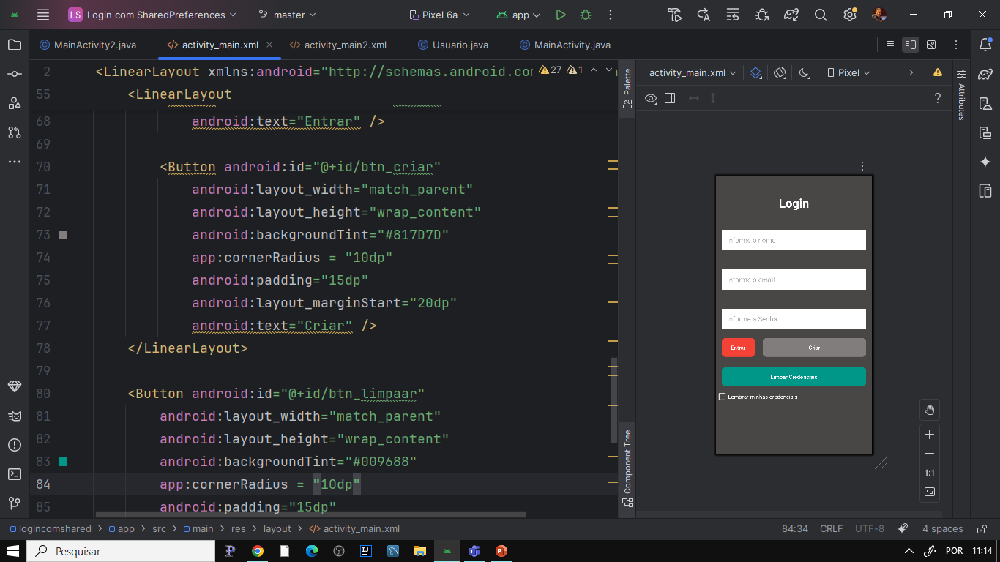 LS Login com SharedPreferences master Pixel 6a app
MainActivity2.java activity_main.xml activity_main2.xml Usuario.java MainActivity.java
2 <LinearLayout xmlns:android="http://schemas.android.com 27 1
55 <LinearLayout
68 android:text="Entrar" />
69
70 <Button android:id="@+id/btn_criar"
71 android:layout_width="match_parent"
72 android:layout_height="wrap_content"
73 android:backgroundTint="#817D7D"
74 app:cornerRadius = "10dp"
75 android:padding="15dp"
76 android:layout_marginStart="20dp"
77 android:text="Criar" />
78 </LinearLayout>
79
80 <Button android:id="@+id/btn_limpaar"
81 android:layout_width="match_parent"
82 android:layout_height="wrap_content"
83 android:backgroundTint="#009688"
84 app:cornerRadius = "10dp"
85 android:padding="15dp"
Palette
Component Tree
activity_main.xml Pixel
?
Attributes
Login
Informe o nome
Informe o email
Informe a Senha
Entrar Criar
Limpar Credenciais
Lembrar minhas credenciais
1:1
logincomshared > app > src > main > res > layout > activity_main.xml 84:34 CRLF UTF-8 4 spaces
Pesquisar POR 11:14